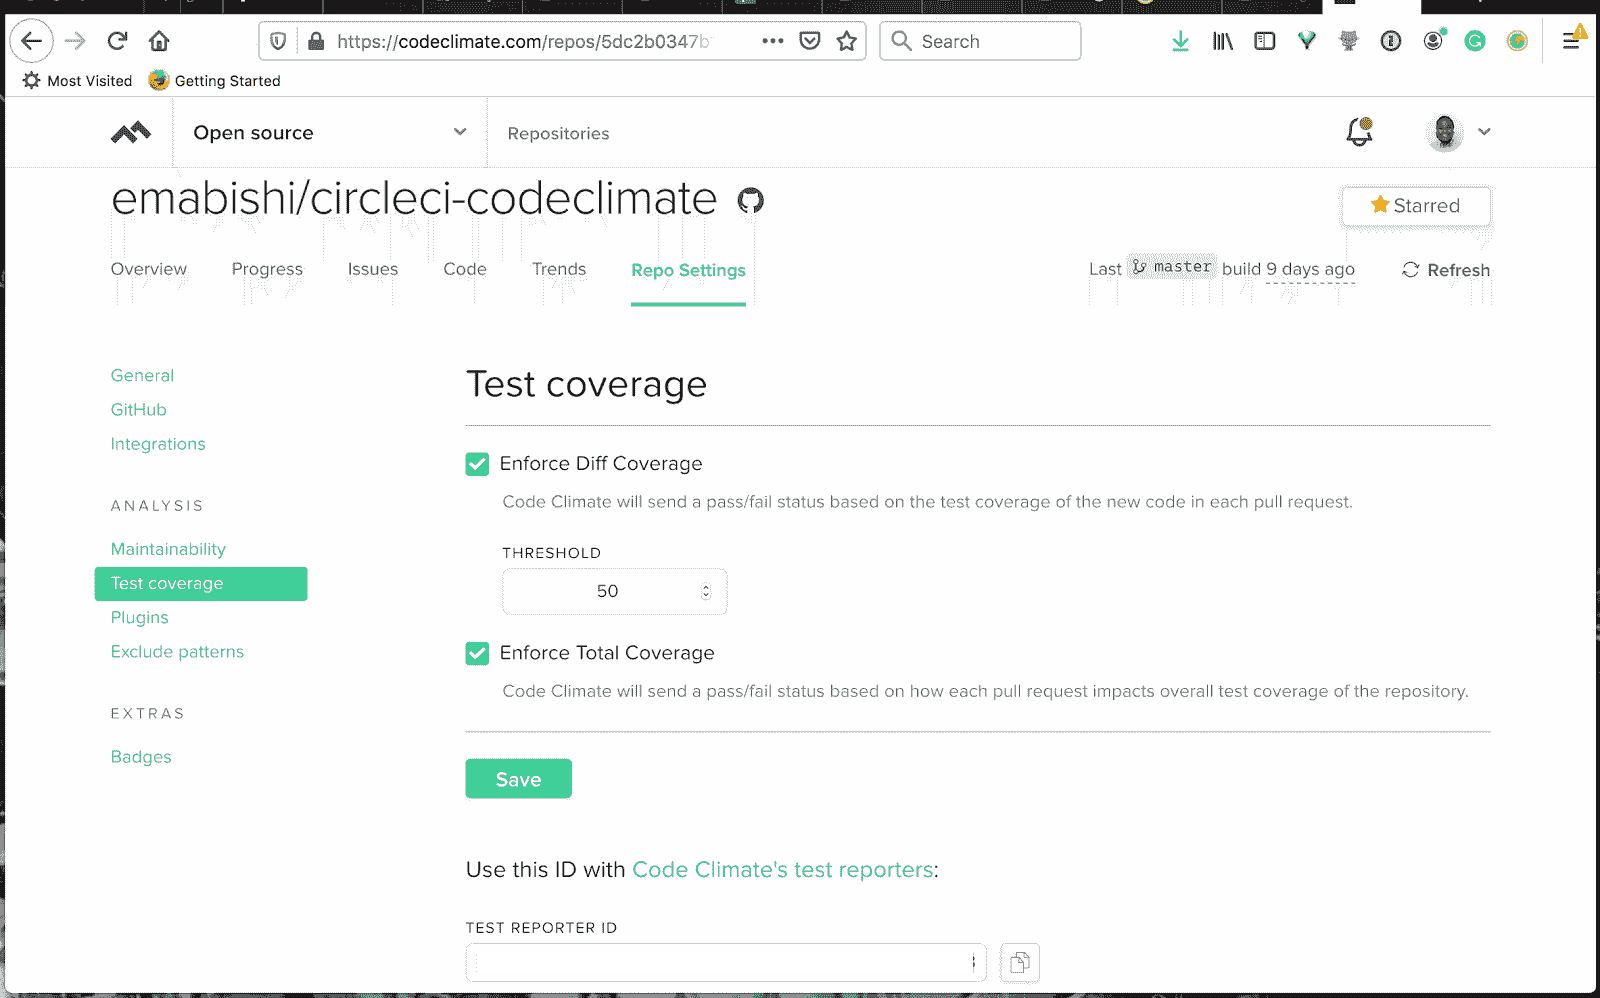 https://codeclimate.com/repos/5dc2b0347b
Search
Most Visited
Getting Started
Open source
Repositories
emabishi/circleci-codeclimate
Starred
Overview
Progress
Issues
Code
Trends
Repo Settings
Last master build 9 days ago
Refresh
General
GitHub
Integrations
ANALYSIS
Maintainability
Test coverage
Plugins
Exclude patterns
EXTRAS
Badges
Test coverage
Enforce Diff Coverage
Code Climate will send a pass/fail status based on the test coverage of the new code in each pull request.
THRESHOLD
50
Enforce Total Coverage
Code Climate will send a pass/fail status based on how each pull request impacts overall test coverage of the repository.
Save
Use this ID with Code Climate's test reporters:
TEST REPORTER ID